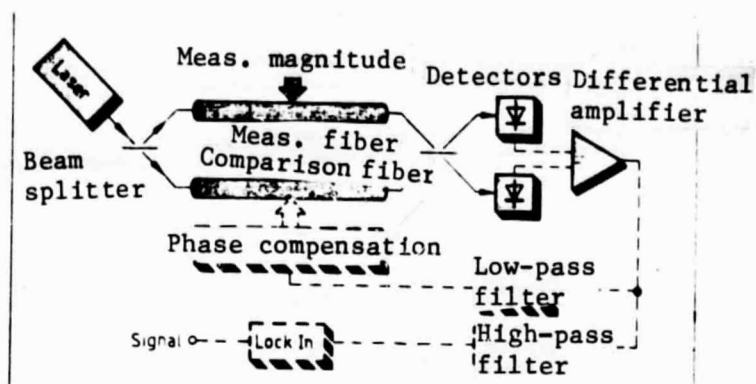 Laser
Meas. magnitude
Detectors
Differential
amplifier
Beam
splitter
Meas. fiber
Comparison fiber
Phase compensation
Low-pass
filter
High-pass
filter
Signal
Lock In